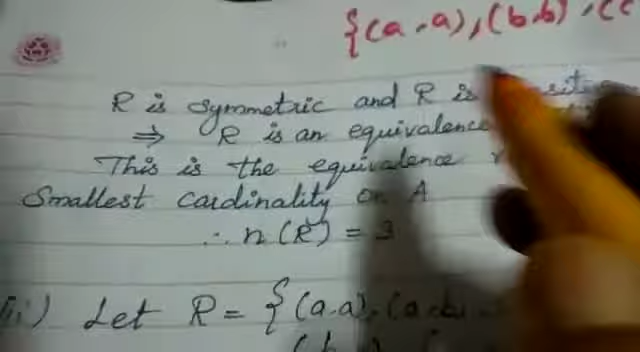 {(a,a),(b,b),(c
R is symmetric and R is
⇒ R is an equivalence
This is the equivalence
Smallest cardinality on A
∴ n(R) = 3
ii) Let R = {(a,a),(a,b),
(b